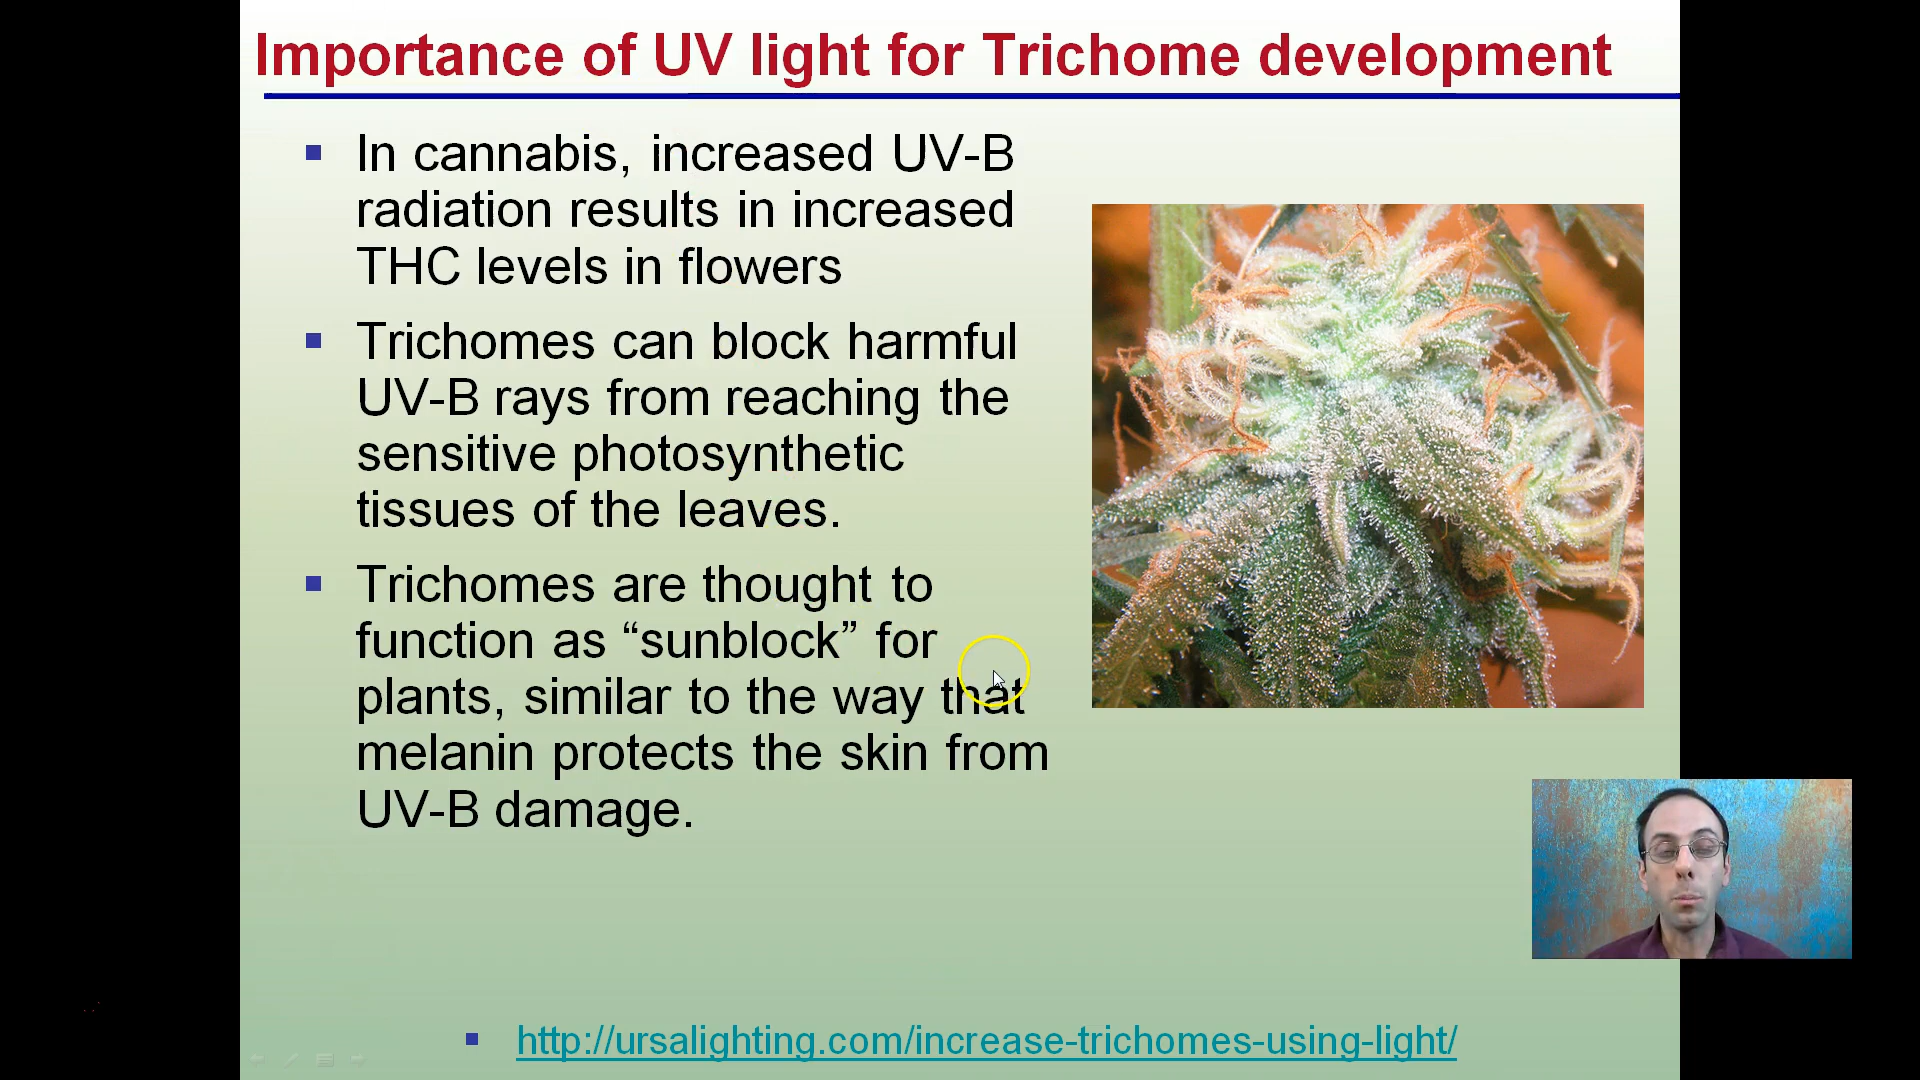 Importance of UV light for Trichome development
In cannabis, increased UV-B
radiation results in increased
THC levels in flowers
Trichomes can block harmful
UV-B rays from reaching the
sensitive photosynthetic
tissues of the leaves.
Trichomes are thought to
function as “sunblock” for
plants, similar to the way that
melanin protects the skin from
UV-B damage.
http://ursalighting.com/increase-trichomes-using-light/